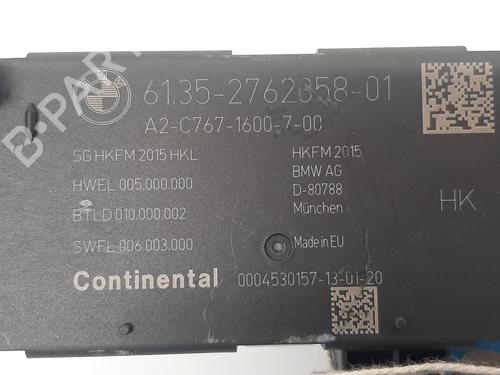 BMW
61.35-2762358-01
A2-C767-1600-7-00
SG HKFM 2015 HKL
HWEL 005.000.000
BTLD 010.000.002
SWFL 006.003.000
HKFM 2015
BMW AG
D-80788
München
Made in EU
HK
Continental
0004530157-13-01-20
B-PARTS